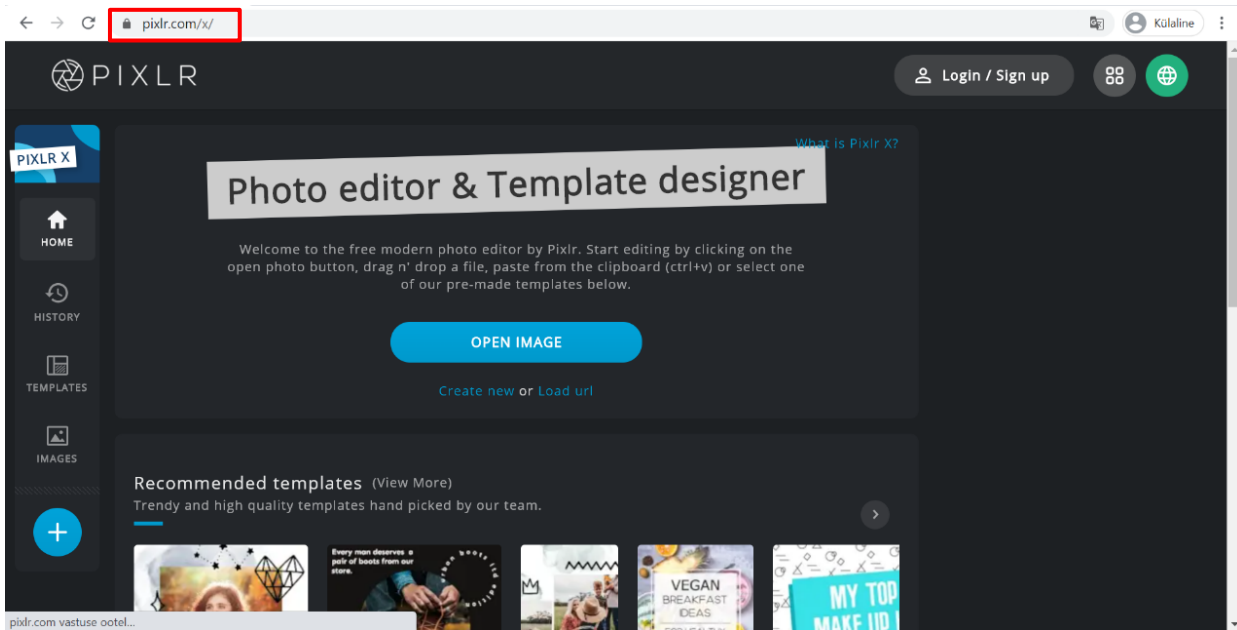 pixlr.com/x/
Külaline
PIXLR
Login / Sign up
PIXLR X
What is Pixlr X?
Photo editor & Template designer
HOME
Welcome to the free modern photo editor by Pixlr. Start editing by clicking on the
open photo button, drag n' drop a file, paste from the clipboard (ctrl+v) or select one
of our pre-made templates below.
HISTORY
OPEN IMAGE
TEMPLATES
Create new or Load url
IMAGES
Recommended templates (View More)
Trendy and high quality templates hand picked by our team.
Every man deserves a
pair of boots from our
store.
VEGAN
BREAKFAST
IDEAS
MY TOP
MAKE UP
pixlr.com vastuse ootel...